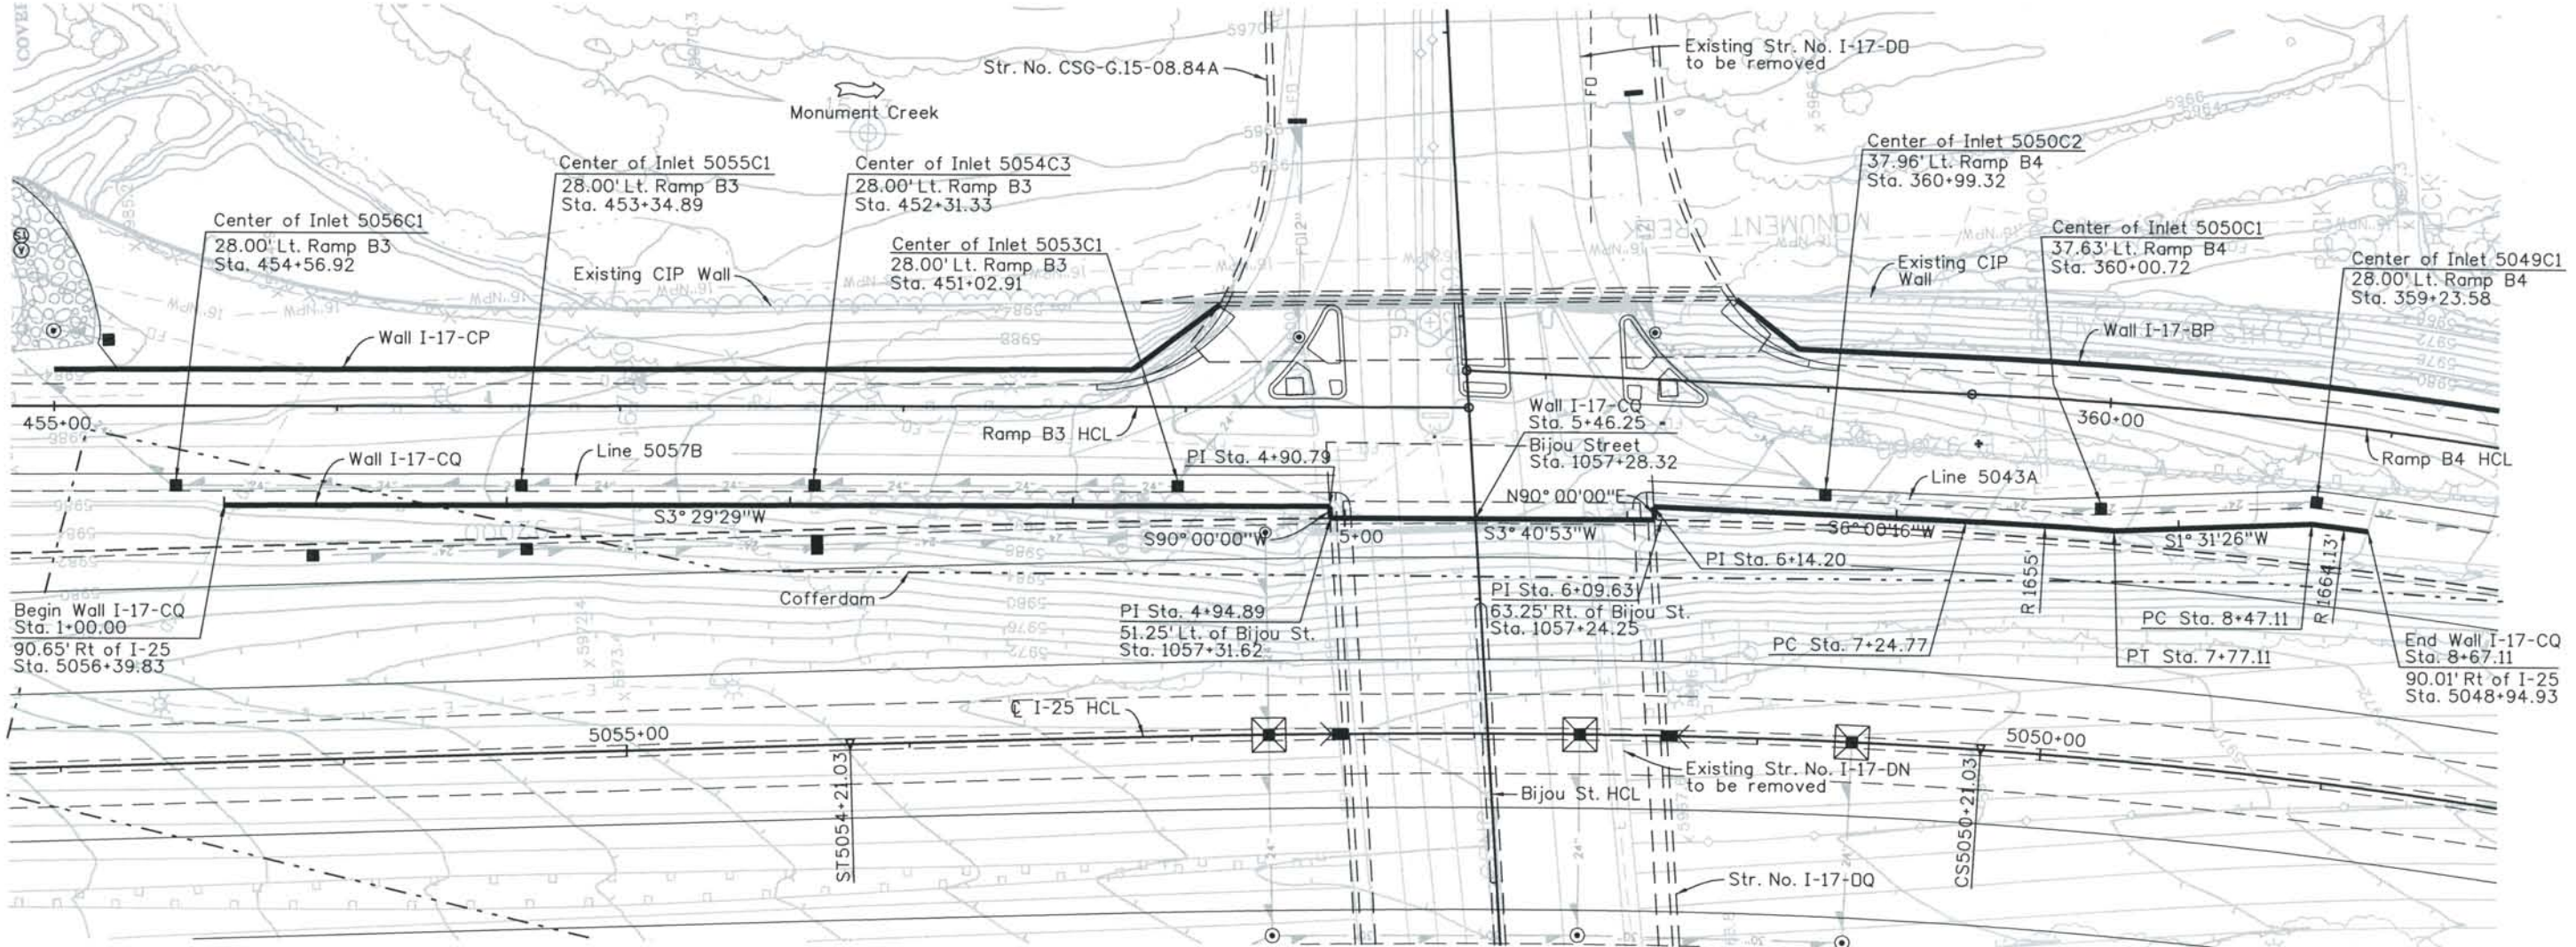 COVER
Str. No. CSG-G.15-08.84A
Existing Str. No. I-17-DO
to be removed
Monument Creek
Center of Inlet 5056C1
28.00' Lt. Ramp B3
Sta. 454+56.92
Center of Inlet 5055C1
28.00' Lt. Ramp B3
Sta. 453+34.89
Center of Inlet 5054C3
28.00' Lt. Ramp B3
Sta. 452+31.33
Center of Inlet 5053C1
28.00' Lt. Ramp B3
Sta. 451+02.91
Center of Inlet 5050C2
37.96' Lt. Ramp B4
Sta. 360+99.32
Center of Inlet 5050C1
37.63' Lt. Ramp B4
Sta. 360+00.72
Center of Inlet 5049C1
28.00' Lt. Ramp B4
Sta. 359+23.58
MONUMENT CREEK
Existing CIP Wall
Existing CIP
Wall
Wall I-17-CP
Wall I-17-BP
455+00
Ramp B3 HCL
360+00
Ramp B4 HCL
Wall I-17-CQ
Sta. 5+46.25
Bijou Street
Sta. 1057+28.32
Wall I-17-CQ
Line 5057B
PI Sta. 4+90.79
N90° 00'00"E
Line 5043A
S3° 29'29"W
S90° 00'00"W
5+00
S3° 40'53"W
S6° 00'16"W
S1° 31'26"W
PI Sta. 6+14.20
R 1655'
R 1664.13'
Cofferdam
Begin Wall I-17-CQ
Sta. 1+00.00
90.65' Rt of I-25
Sta. 5056+39.83
PI Sta. 4+94.89
51.25' Lt. of Bijou St.
Sta. 1057+31.62
PI Sta. 6+09.63
63.25' Rt. of Bijou St.
Sta. 1057+24.25
PC Sta. 7+24.77
PT Sta. 7+77.11
PC Sta. 8+47.11
End Wall I-17-CQ
Sta. 8+67.11
90.01' Rt of I-25
Sta. 5048+94.93
℄ I-25 HCL
5055+00
5050+00
ST5054+21.03
CS5050+21.03
Bijou St. HCL
Existing Str. No. I-17-DN
to be removed
Str. No. I-17-DQ